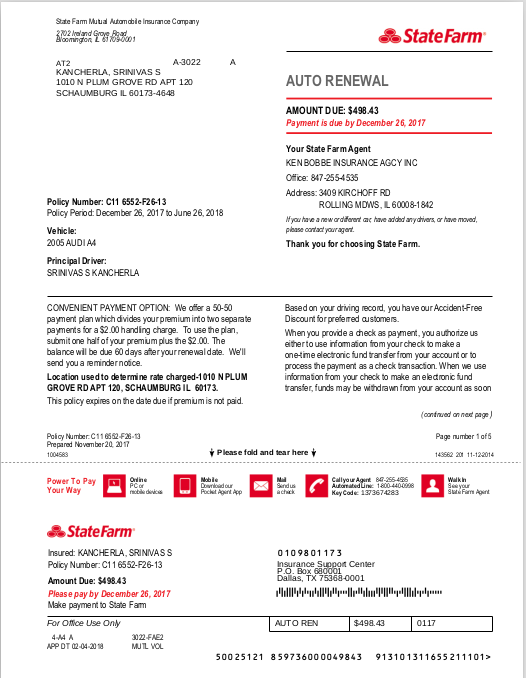 State Farm Mutual Automobile Insurance Company
2702 Ireland Grove Road
Bloomington, IL 61709-0001
StateFarm
AT2 A-3022 A
KANCHERLA, SRINIVAS S
1010 N PLUM GROVE RD APT 120
SCHAUMBURG IL 60173-4648
AUTO RENEWAL
AMOUNT DUE: $498.43
Payment is due by December 26, 2017
Your State Farm Agent
KEN BOBBE INSURANCE AGCY INC
Office: 847-255-4535
Address: 3409 KIRCHOFF RD
ROLLING MDWS, IL 60008-1842
If you have a new or different car, have added any drivers, or have moved,
please contact your agent.
Thank you for choosing State Farm.
Policy Number: C11 6552-F26-13
Policy Period: December 26, 2017 to June 26, 2018
Vehicle:
2005 AUDI A4
Principal Driver:
SRINIVAS S KANCHERLA
CONVENIENT PAYMENT OPTION: We offer a 50-50
payment plan which divides your premium into two separate
payments for a $2.00 handling charge. To use the plan,
submit one half of your premium plus the $2.00. The
balance will be due 60 days after your renewal date. We'll
send you a reminder notice.
Location used to determine rate charged-1010 N PLUM
GROVE RD APT 120, SCHAUMBURG IL 60173.
This policy expires on the date due if premium is not paid.
Based on your driving record, you have our Accident-Free
Discount for preferred customers.
When you provide a check as payment, you authorize us
either to use information from your check to make a
one-time electronic fund transfer from your account or to
process the payment as a check transaction. When we use
information from your check to make an electronic fund
transfer, funds may be withdrawn from your account as soon
(continued on next page)
Policy Number: C11 6552-F26-13
Prepared November 20, 2017
1004583
Page number 1 of 5
143562 201 11-12-2014
Please fold and tear here
Power To Pay
Your Way
Online
PC or
mobile devices
Mobile
Download our
Pocket Agent App
Mail
Send us
a check
Call your Agent 847-255-4535
Automated Line: 1-800-440-0998
Key Code: 1373674283
Walk In
See your
State Farm Agent
StateFarm
Insured: KANCHERLA, SRINIVAS S
Policy Number: C11 6552-F26-13
Amount Due: $498.43
Please pay by December 26, 2017
Make payment to State Farm
0109801173
Insurance Support Center
P.O. Box 680001
Dallas, TX 75368-0001
For Office Use Only
AUTO REN $498.43 0117
4-A4 A 3022-FAE2
APP DT 02-04-2018 MUTL VOL
50025121 859736000049843 913101311655211101>